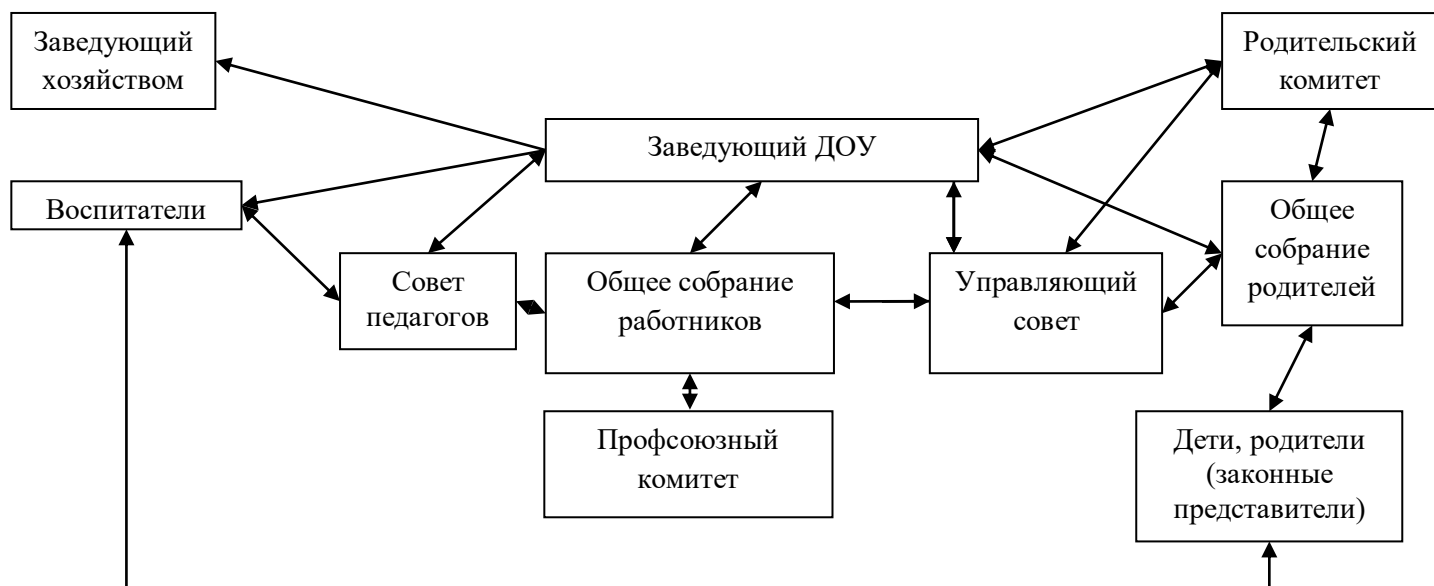 Заведующий
хозяйством
Родительский
комитет
Заведующий ДОУ
Воспитатели
Общее
собрание
родителей
Совет
педагогов
Общее собрание
работников
Управляющий
совет
Профсоюзный
комитет
Дети, родители
(законные
представители)